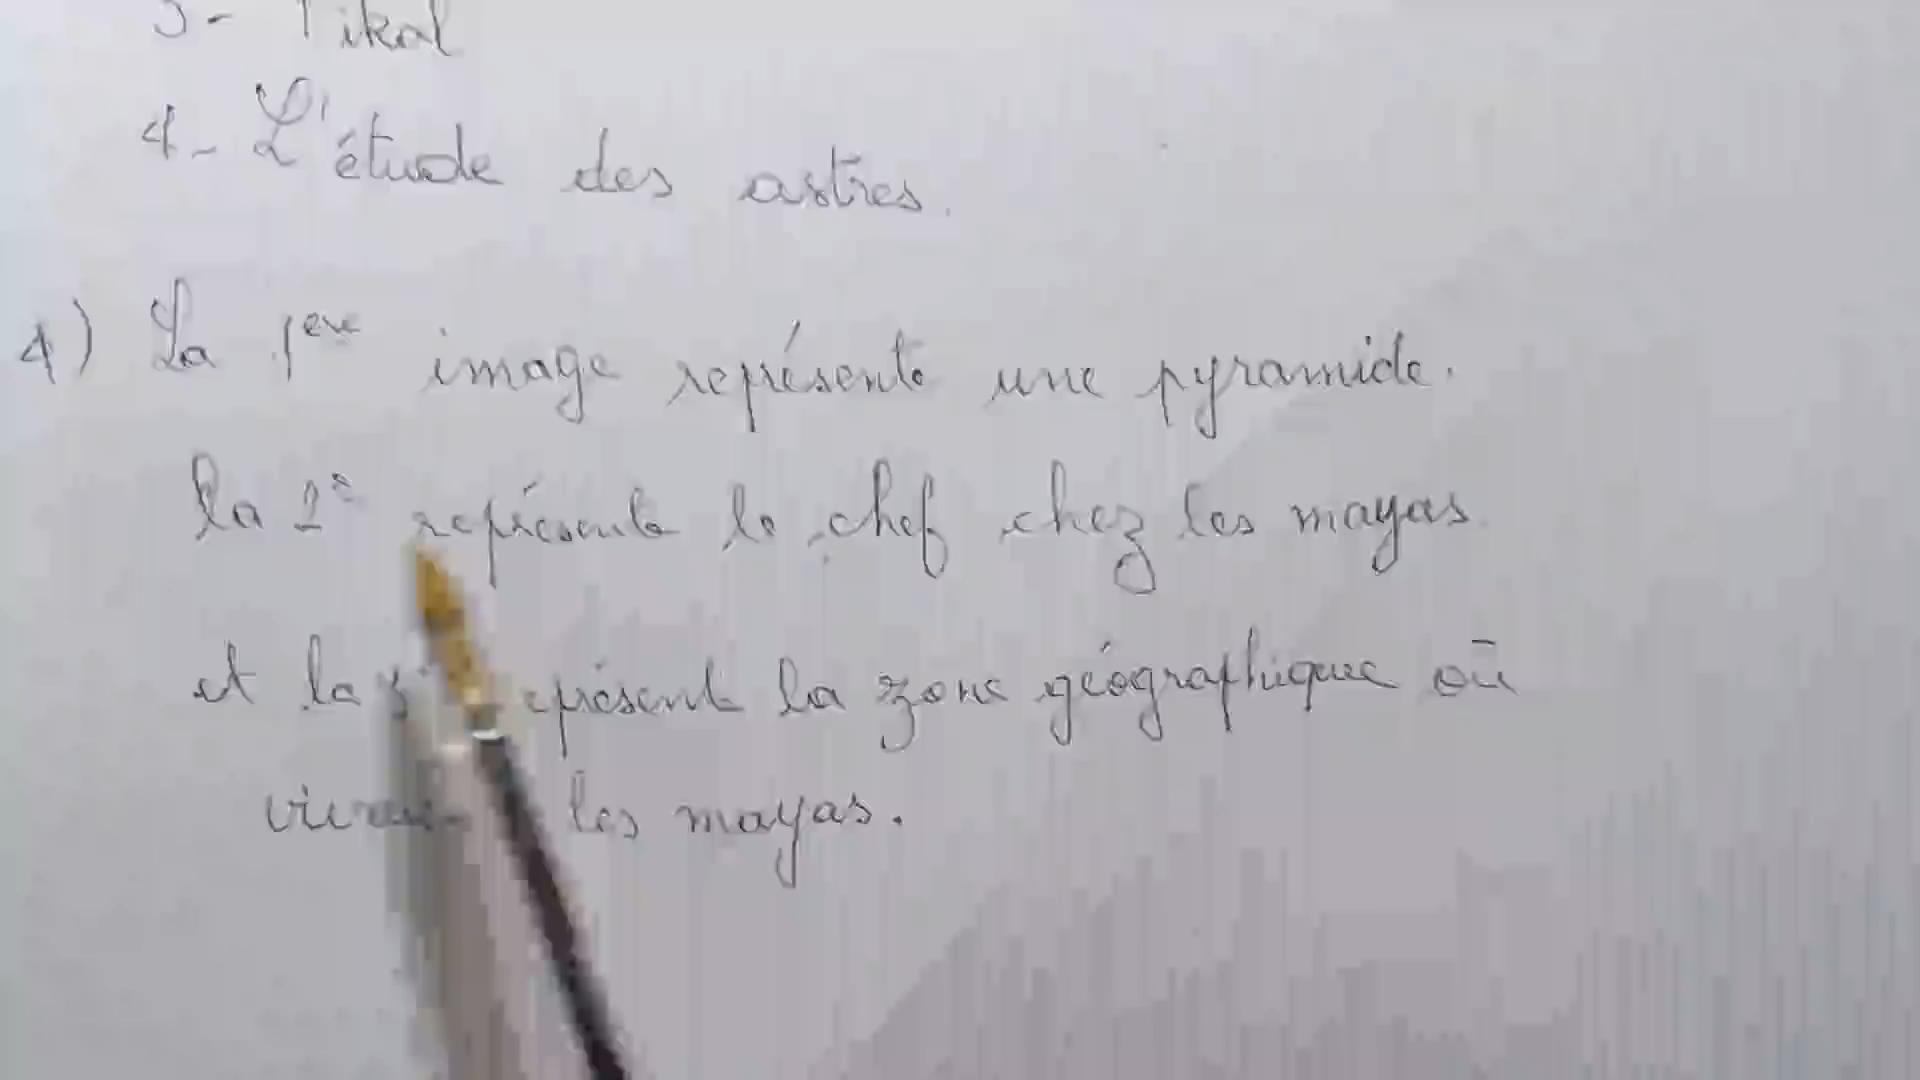 3- Tikal
4- L'étude des astres.
4) La 1ere image représente une pyramide.
la 2e représente le chef chez les mayas
et la représente la zone géographique où
les mayas.